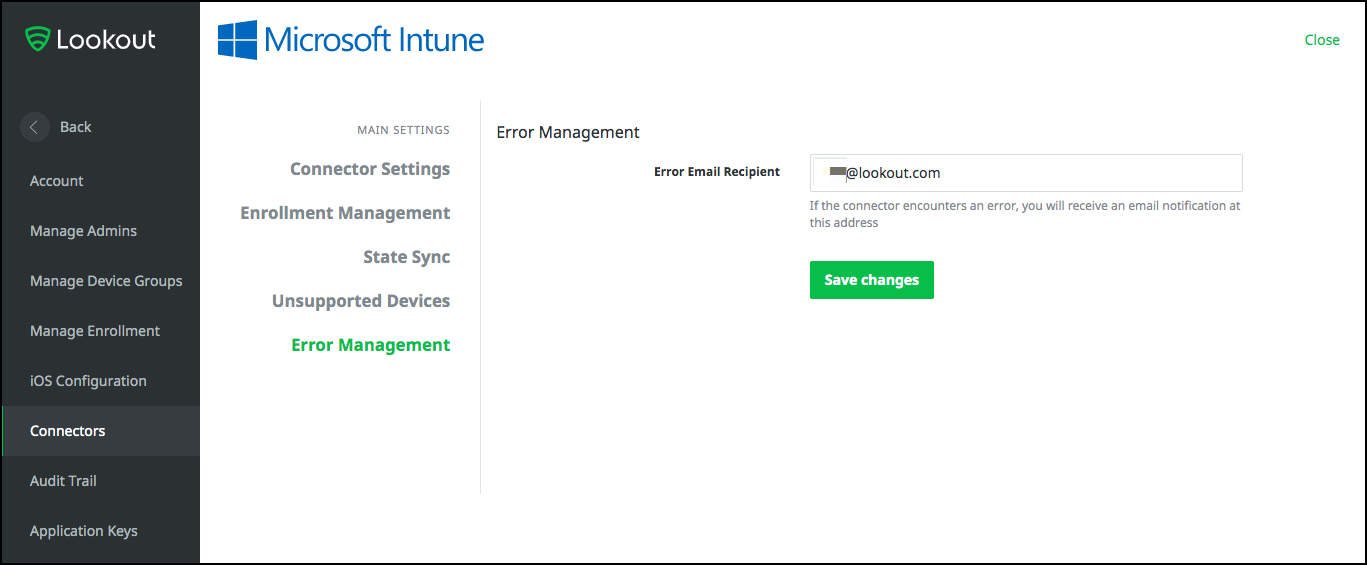 Lookout
Microsoft Intune
Close
Back
Account
Manage Admins
Manage Device Groups
Manage Enrollment
iOS Configuration
Connectors
Audit Trail
Application Keys
MAIN SETTINGS
Connector Settings
Enrollment Management
State Sync
Unsupported Devices
Error Management
Error Management
Error Email Recipient
@lookout.com
If the connector encounters an error, you will receive an email notification at
this address
Save changes